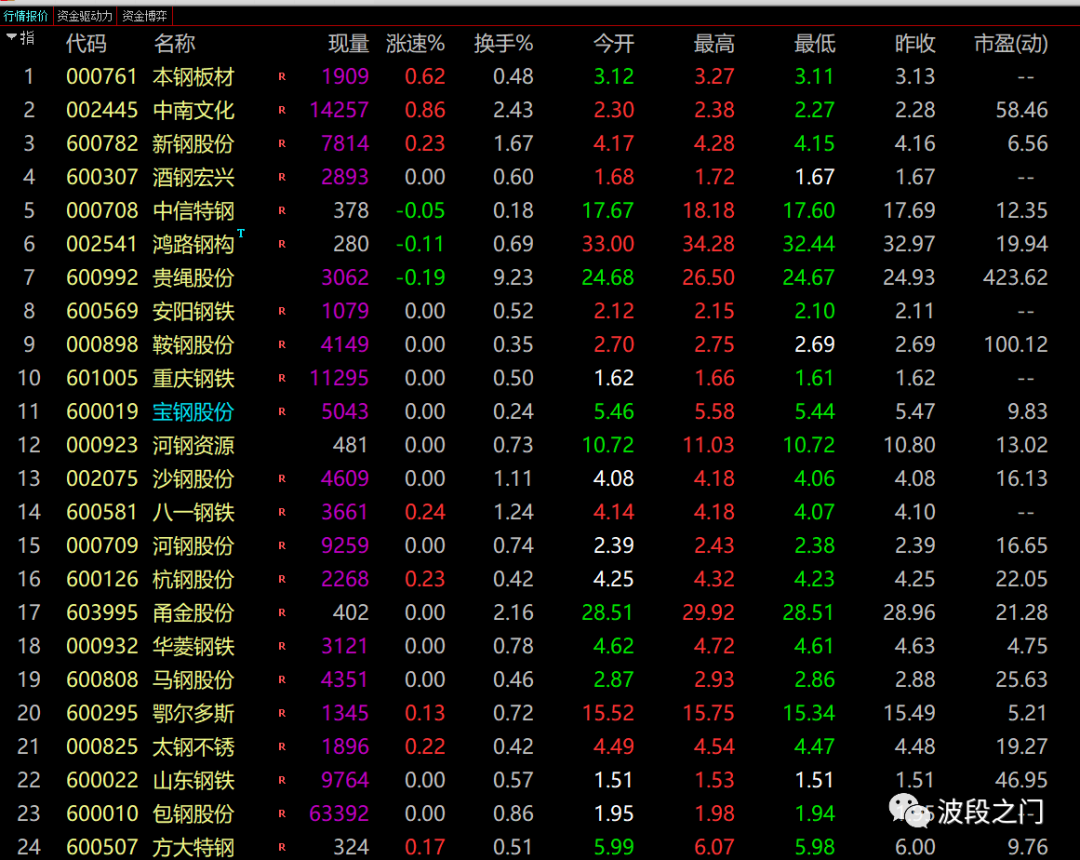 行情报价 资金驱动力 资金博弈
指 代码 名称 现量 涨速% 换手% 今开 最高 最低 昨收 市盈(动)
1 000761 本钢板材 R 1909 0.62 0.48 3.12 3.27 3.11 3.13 --
2 002445 中南文化 R 14257 0.86 2.43 2.30 2.38 2.27 2.28 58.46
3 600782 新钢股份 R 7814 0.23 1.67 4.17 4.28 4.15 4.16 6.56
4 600307 酒钢宏兴 R 2893 0.00 0.60 1.68 1.72 1.67 1.67 --
5 000708 中信特钢 R 378 -0.05 0.18 17.67 18.18 17.60 17.69 12.35
6 002541 鸿路钢构 T R 280 -0.11 0.69 33.00 34.28 32.44 32.97 19.94
7 600992 贵绳股份 3062 -0.19 9.23 24.68 26.50 24.67 24.93 423.62
8 600569 安阳钢铁 R 1079 0.00 0.52 2.12 2.15 2.10 2.11 --
9 000898 鞍钢股份 R 4149 0.00 0.35 2.70 2.75 2.69 2.69 100.12
10 601005 重庆钢铁 R 11295 0.00 0.50 1.62 1.66 1.61 1.62 --
11 600019 宝钢股份 R 5043 0.00 0.24 5.46 5.58 5.44 5.47 9.83
12 000923 河钢资源 481 0.00 0.73 10.72 11.03 10.72 10.80 13.02
13 002075 沙钢股份 R 4609 0.00 1.11 4.08 4.18 4.06 4.08 16.13
14 600581 八一钢铁 R 3661 0.24 1.24 4.14 4.18 4.07 4.10 --
15 000709 河钢股份 R 9259 0.00 0.74 2.39 2.43 2.38 2.39 16.65
16 600126 杭钢股份 R 2268 0.23 0.42 4.25 4.32 4.23 4.25 22.05
17 603995 甬金股份 R 402 0.00 2.16 28.51 29.92 28.51 28.96 21.28
18 000932 华菱钢铁 R 3121 0.00 0.78 4.62 4.72 4.61 4.63 4.75
19 600808 马钢股份 R 4351 0.00 0.46 2.87 2.93 2.86 2.88 25.63
20 600295 鄂尔多斯 R 1345 0.13 0.72 15.52 15.75 15.34 15.49 5.21
21 000825 太钢不锈 R 1896 0.22 0.42 4.49 4.54 4.47 4.48 19.27
22 600022 山东钢铁 R 9764 0.00 0.57 1.51 1.53 1.51 1.51 46.95
23 600010 包钢股份 R 63392 0.00 0.86 1.95 1.98 1.94 波段之门
24 600507 方大特钢 R 324 0.17 0.51 5.99 6.07 5.98 6.00 9.76